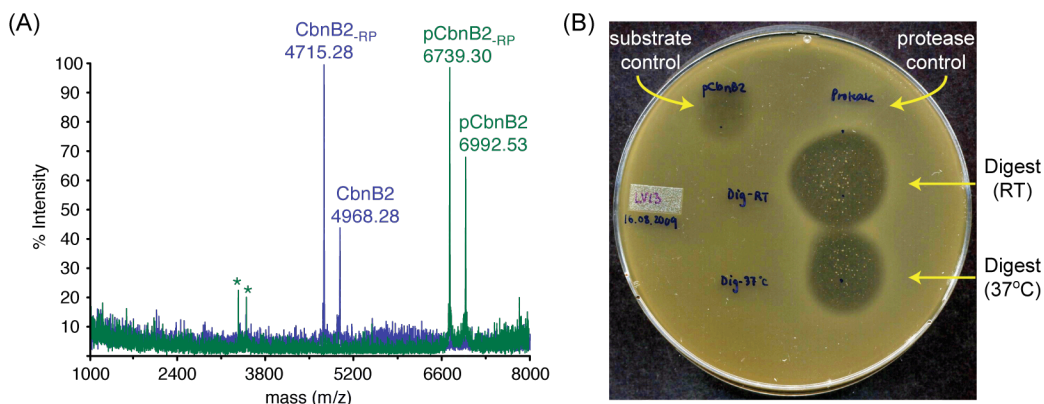 (A)
CbnB2-RP
4715.28
pCbnB2-RP
6739.30
pCbnB2
6992.53
CbnB2
4968.28
% Intensity
100
90
80
70
60
50
40
30
20
10
*
*
1000
2400
3800
5200
6600
8000
mass (m/z)
(B)
substrate
control
protease
control
pCbnB2
Protease
Digest
(RT)
Dig-RT
LV13
16.08.2009
Dig-37°C
Digest
(37°C)